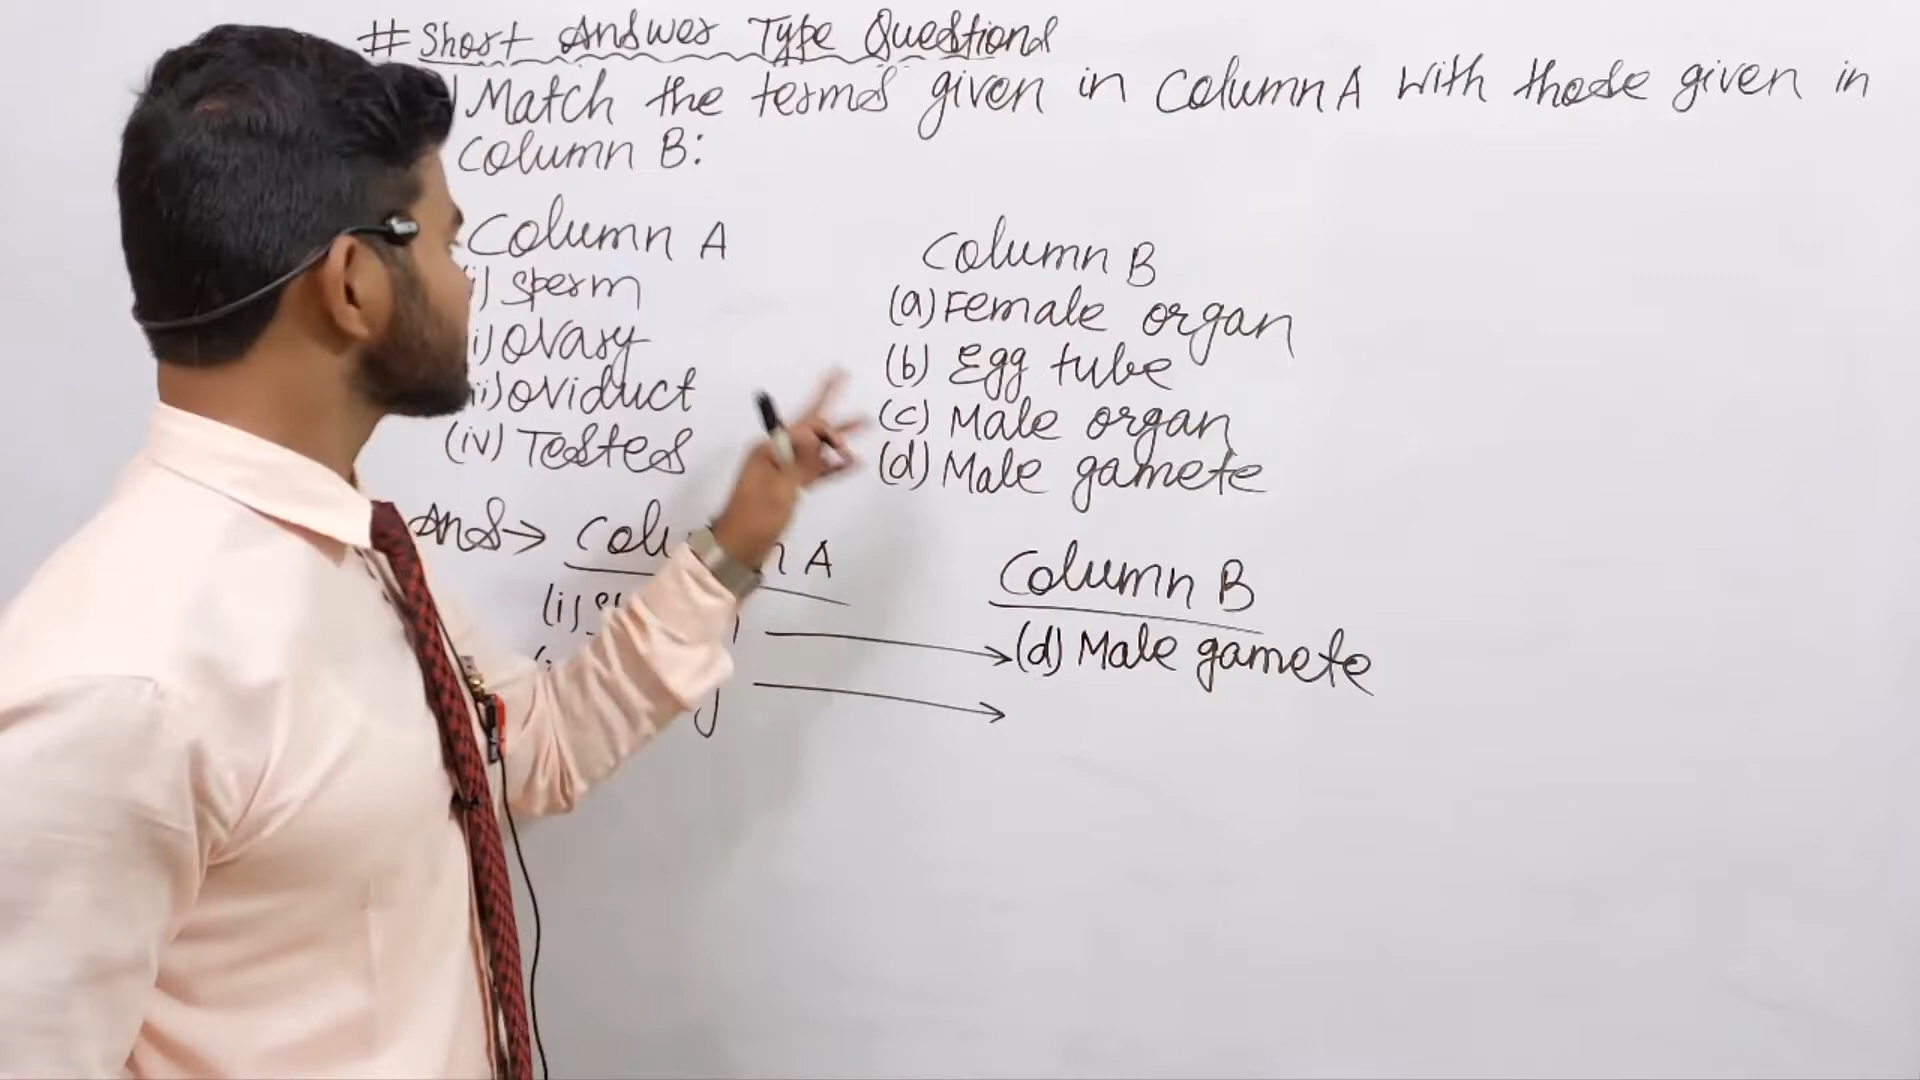 # Short Answer Type Questions
) Match the terms given in Column A with those given in
Column B:
Column A
i) Sperm
i) Ovary
ii) Oviduct
(iv) Testes
Column B
(a) Female organ
(b) Egg tube
(c) Male organ
(d) Male gamete
Ans→ Column A
(i)
Column B
(d) Male gamete